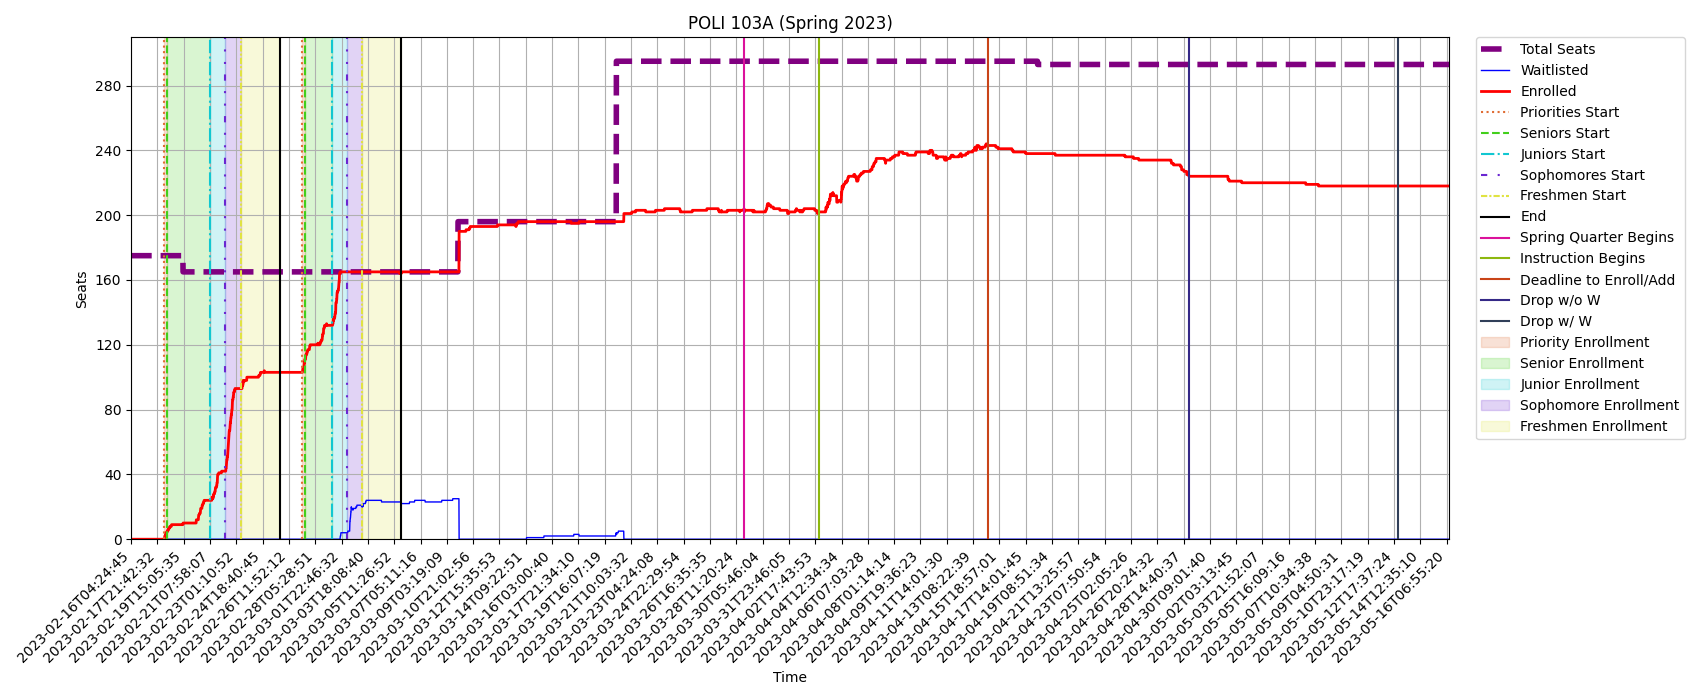 POLI 103A (Spring 2023)
Seats
0
40
80
120
160
200
240
280
2023-02-16T04:24:45
2023-02-17T21:42:32
2023-02-19T15:05:35
2023-02-21T07:58:07
2023-02-23T01:10:52
2023-02-24T18:40:45
2023-02-26T11:52:12
2023-02-28T05:28:51
2023-03-01T22:46:32
2023-03-03T18:08:40
2023-03-05T11:26:52
2023-03-07T05:11:16
2023-03-09T03:19:09
2023-03-10T21:02:56
2023-03-12T15:35:53
2023-03-14T09:22:51
2023-03-16T03:00:40
2023-03-17T21:34:10
2023-03-19T16:07:19
2023-03-21T10:03:32
2023-03-23T04:24:08
2023-03-24T22:29:54
2023-03-26T16:35:35
2023-03-28T11:20:24
2023-03-30T05:46:04
2023-03-31T23:46:05
2023-04-02T17:43:53
2023-04-04T12:34:34
2023-04-06T07:03:28
2023-04-08T01:14:14
2023-04-09T19:36:23
2023-04-11T14:01:30
2023-04-13T08:22:39
2023-04-15T18:57:01
2023-04-17T14:01:45
2023-04-19T08:51:34
2023-04-21T13:25:57
2023-04-23T07:50:54
2023-04-25T02:05:26
2023-04-26T20:24:32
2023-04-28T14:40:37
2023-04-30T09:01:40
2023-05-02T03:13:45
2023-05-03T21:52:07
2023-05-05T16:09:16
2023-05-07T10:34:38
2023-05-09T04:50:31
2023-05-10T23:17:19
2023-05-12T17:37:24
2023-05-14T12:35:10
2023-05-16T06:55:20
Time
Total Seats
Waitlisted
Enrolled
Priorities Start
Seniors Start
Juniors Start
Sophomores Start
Freshmen Start
End
Spring Quarter Begins
Instruction Begins
Deadline to Enroll/Add
Drop w/o W
Drop w/ W
Priority Enrollment
Senior Enrollment
Junior Enrollment
Sophomore Enrollment
Freshmen Enrollment